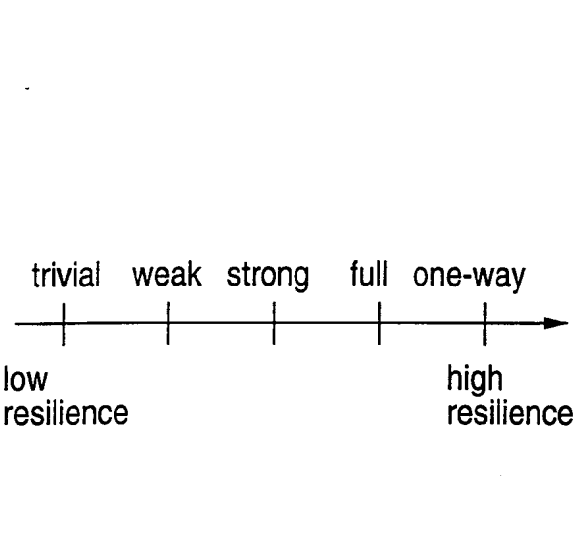 trivial weak strong full one-way
low high
resilience resilience